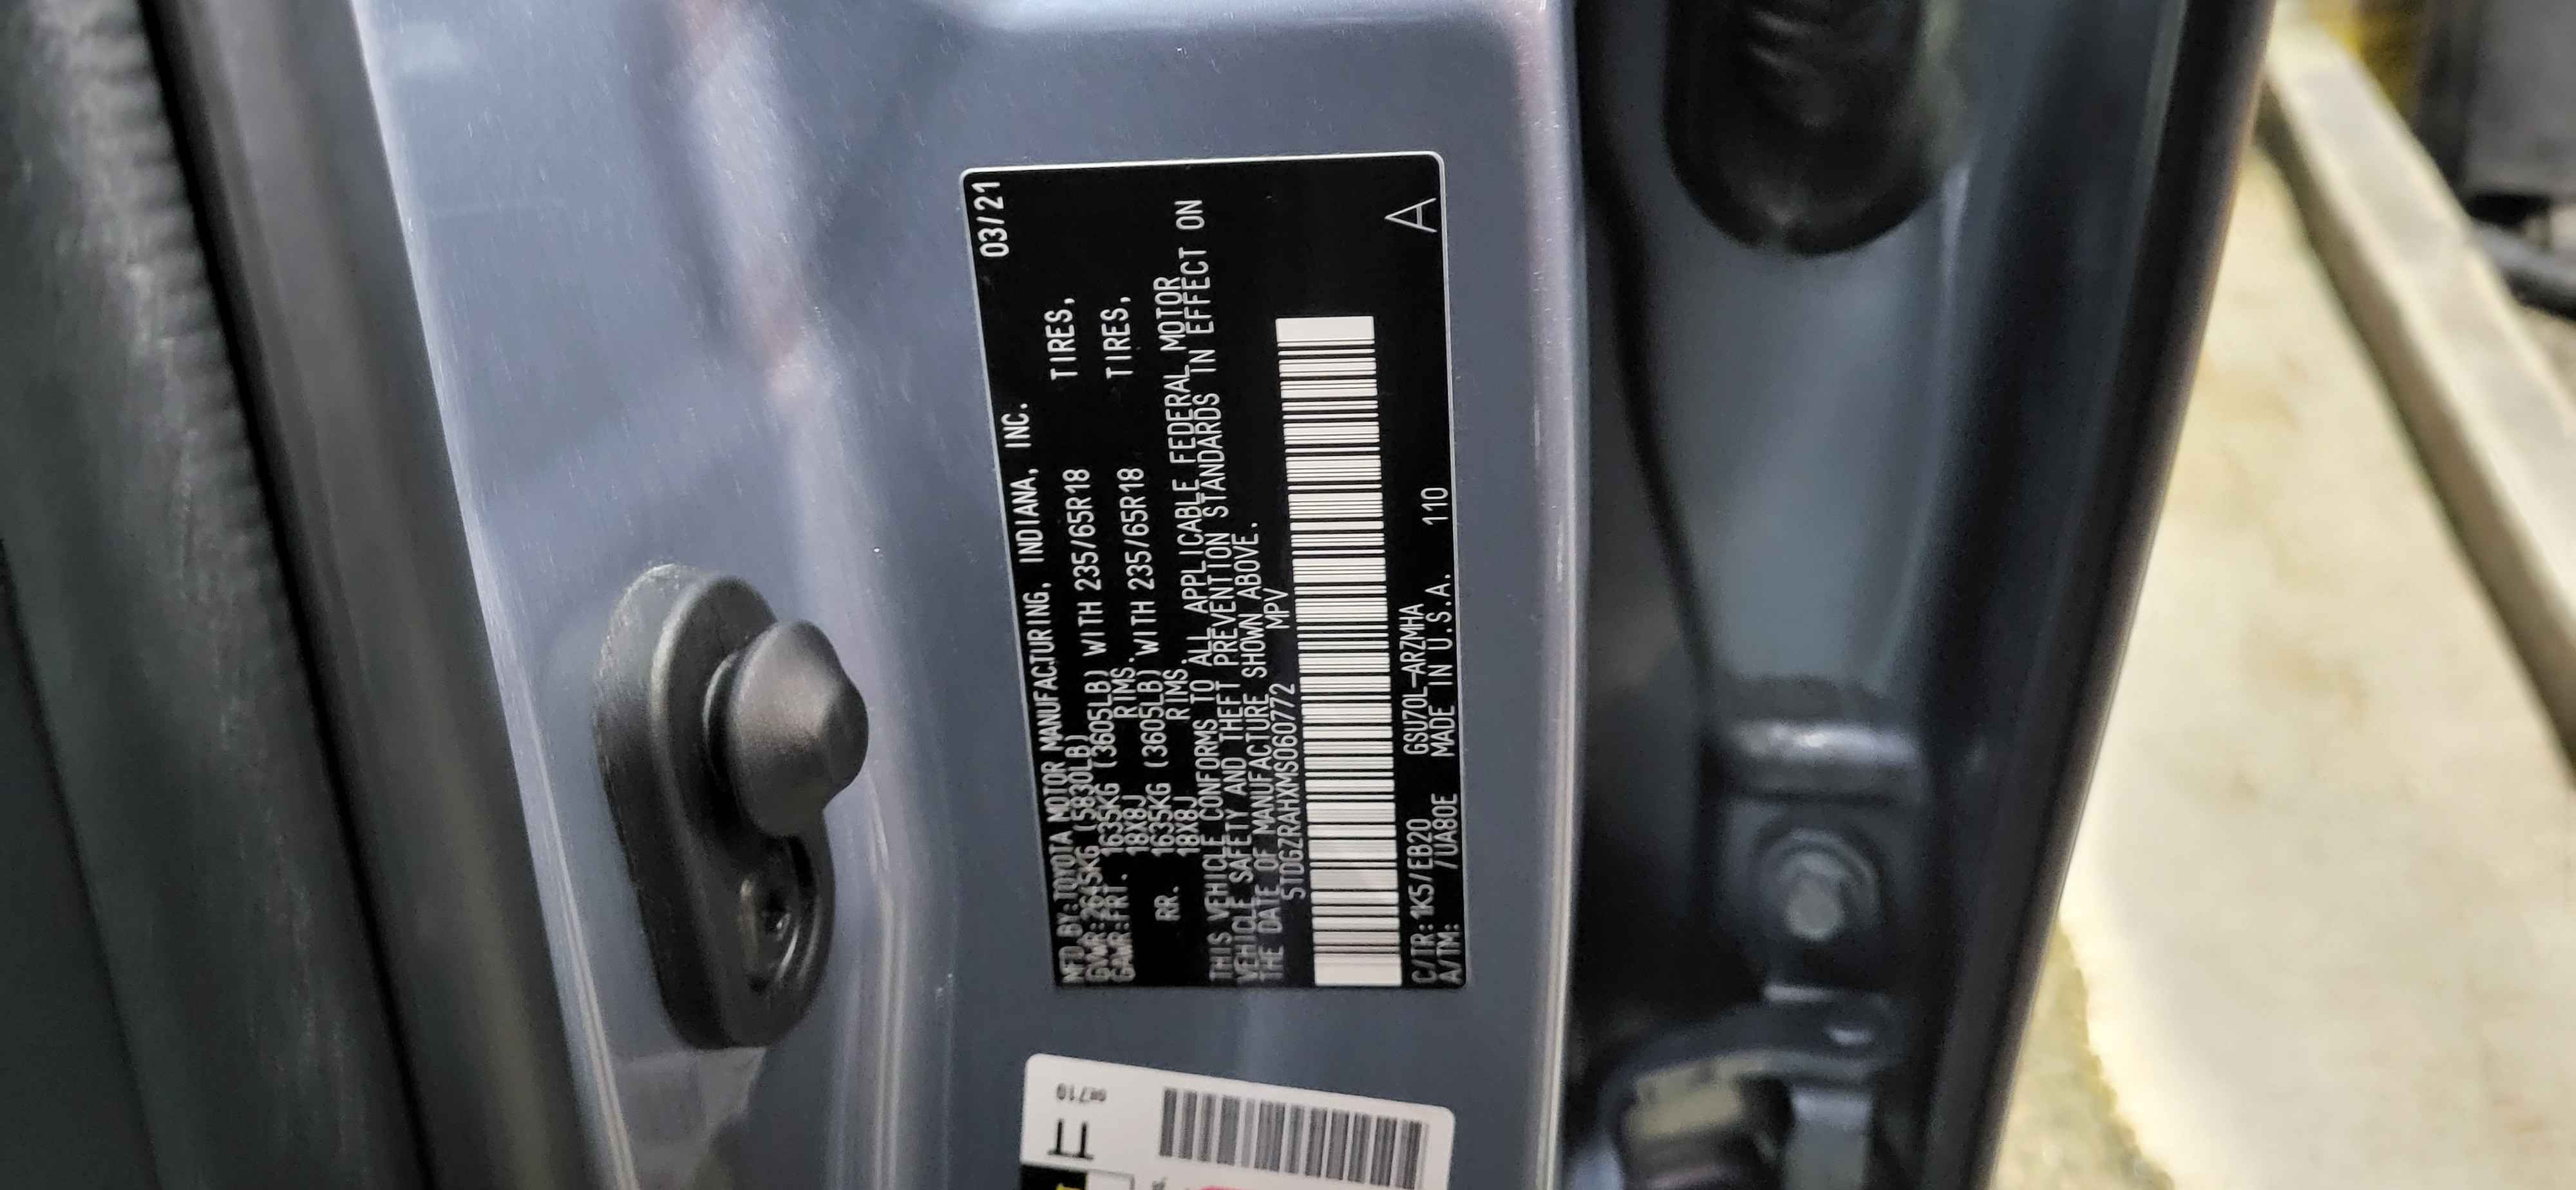 03/21
MFD.BY:TOYOTA MOTOR MANUFACTURING, INDIANA, INC.
GVWR:2645KG (5830LB)
GAWR:FRT. 1635KG (3605LB) WITH 235/65R18 TIRES,
18X8J RIMS.
RR. 1635KG (3605LB) WITH 235/65R18 TIRES,
18X8J RIMS.
THIS VEHICLE CONFORMS TO ALL APPLICABLE FEDERAL MOTOR
VEHICLE SAFETY AND THEFT PREVENTION STANDARDS IN EFFECT ON
THE DATE OF MANUFACTURE SHOWN ABOVE.
5TDGZRAHXMS060772 MPV
C/TR:1K5/EB20 GSU70L-ARZMHA
A/TM: /UA80E MADE IN U.S.A. 110
A